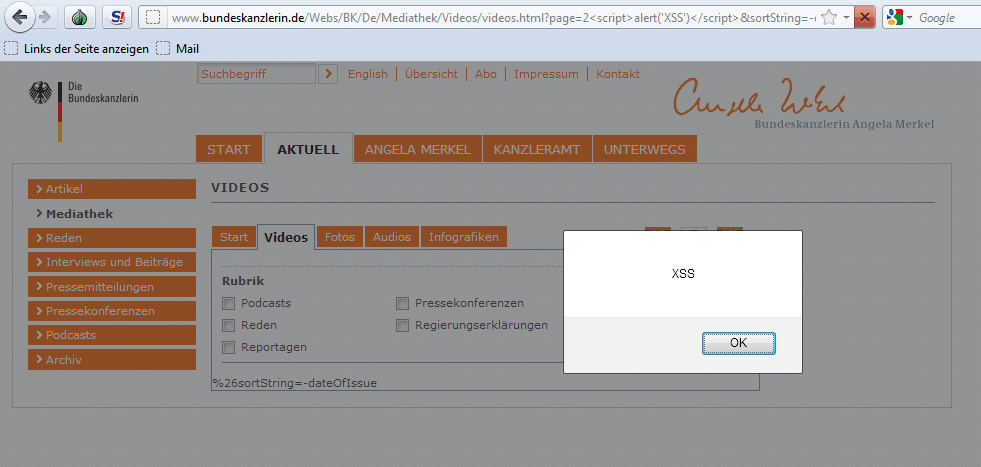 www.bundeskanzlerin.de/Webs/BK/De/Mediathek/Videos/videos.html?page=2<script>alert('XSS')</script>&sortString=-
Google
Links der Seite anzeigen
Mail
Die
Bundeskanzlerin
Suchbegriff
English | Übersicht | Abo | Impressum | Kontakt
Angela Merkel
Bundeskanzlerin Angela Merkel
START
AKTUELL
ANGELA MERKEL
KANZLERAMT
UNTERWEGS
Artikel
Mediathek
Reden
Interviews und Beiträge
Pressemitteilungen
Pressekonferenzen
Podcasts
Archiv
VIDEOS
Start
Videos
Fotos
Audios
Infografiken
Rubrik
Podcasts
Pressekonferenzen
Reden
Regierungserklärungen
Reportagen
%26sortString=-dateOfIssue
XSS
OK